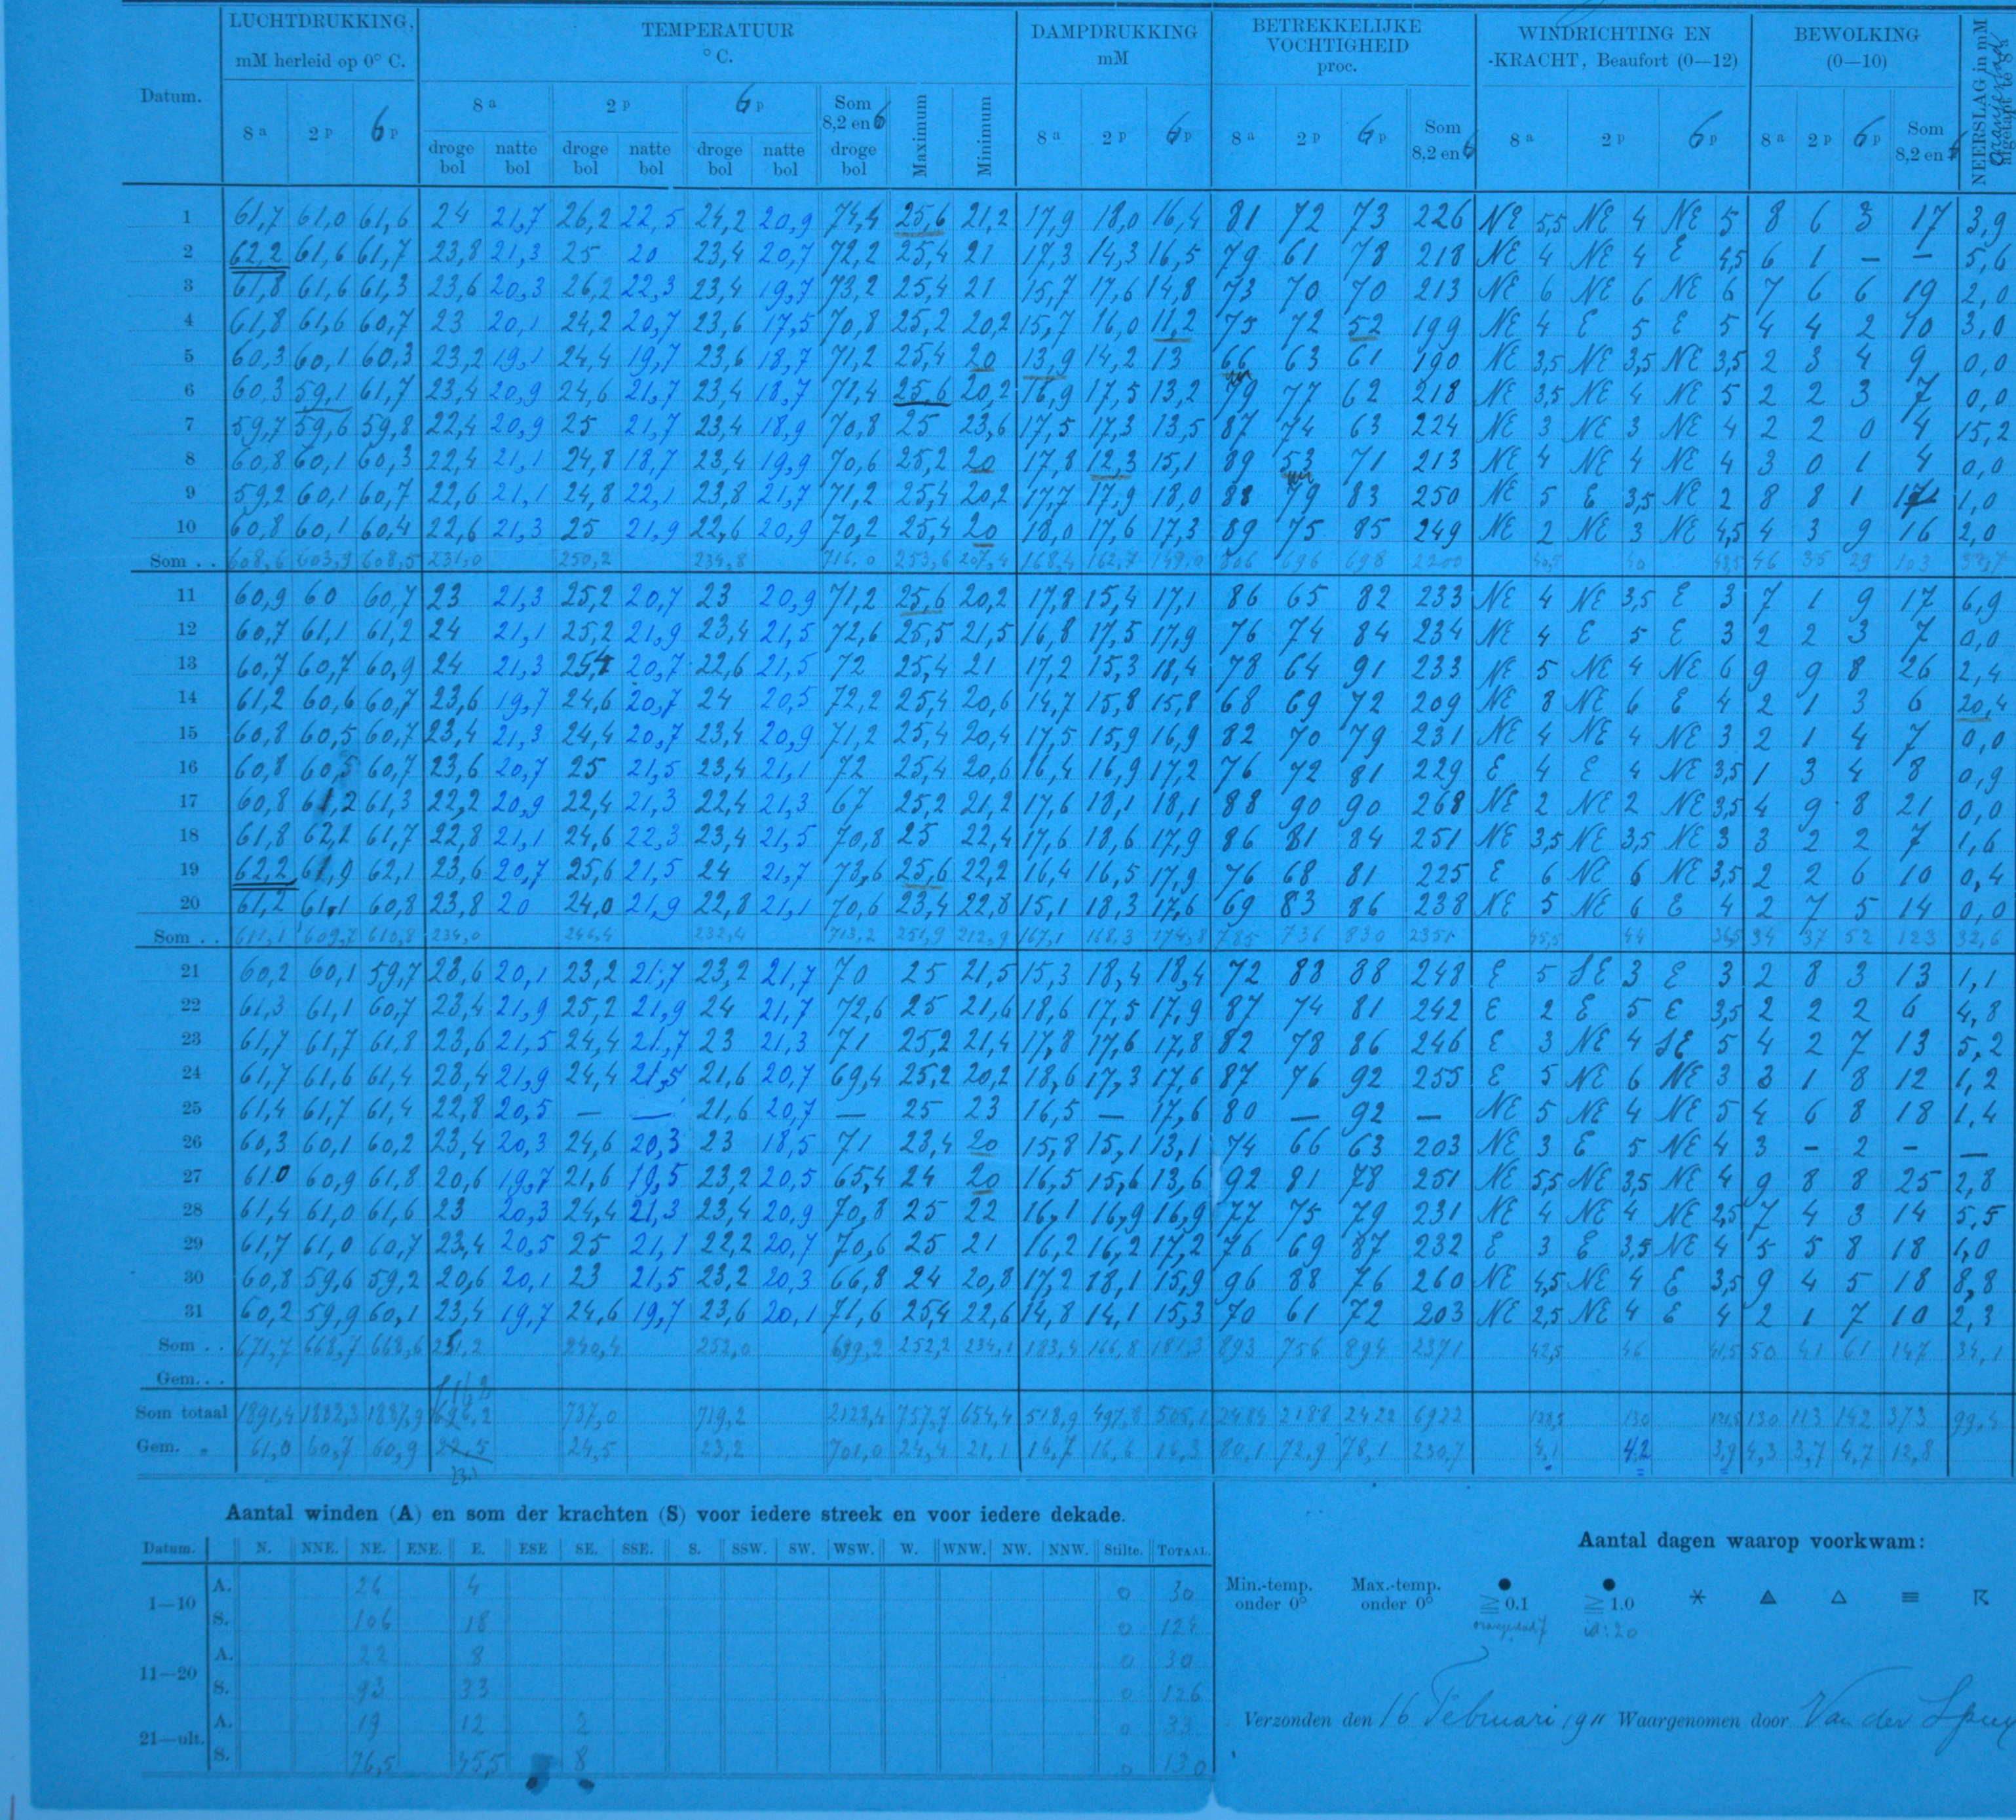 LUCHTDRUKKING, TEMPERATUUR DAMPDRUKKING BETREKKELIJKE VOCHTIGHEID WINDRICHTING EN BEWOLKING NEERSLAG in mM
mM herleid op 0° C. ° C. mM proc. -KRACHT, Beaufort (0—12) (0—10)
Datum. 8 a 2 p 6 p 8 a 2 p 6 p Som 8,2 en 6 Maximum Minimum 8 a 2 p 6 p 8 a 2 p 6 p Som 8,2 en 6 8 a 2 p 6 p 8 a 2 p 6 p Som 8,2 en
droge bol natte bol droge bol natte bol droge bol natte bol droge bol
1 61,7 61,0 61,6 24 21,7 26,2 22,5 24,2 20,9 74,4 25,6 21,2 17,9 18,0 16,4 81 72 73 226 NE 5,5 NE 4 NE 5 8 6 3 17 3,9
2 62,2 61,6 61,7 23,8 21,3 25 20 23,4 20,7 72,2 25,4 21 17,3 14,3 16,5 79 61 78 218 NE 4 NE 4 E 4,5 6 1 — — 5,6
3 61,8 61,6 61,3 23,6 20,3 26,2 22,3 23,4 19,7 73,2 25,4 21 15,7 17,6 14,8 73 70 70 213 NE 6 NE 6 NE 6 7 6 6 19 2,0
4 61,8 61,6 60,7 23 20,1 24,2 20,7 23,6 17,5 70,8 25,2 20,2 15,7 16,0 11,2 75 72 52 199 NE 4 E 5 E 5 4 4 2 10 3,0
5 60,3 60,1 60,3 23,2 19,1 24,4 19,7 23,6 18,7 71,2 25,4 20 13,9 14,2 13 66 63 61 190 NE 3,5 NE 3,5 NE 3,5 2 3 4 9 0,0
6 60,3 59,1 61,7 23,4 20,9 24,6 21,7 23,4 18,7 71,4 25,6 20,2 16,9 17,5 13,2 79 77 62 218 NE 3,5 NE 4 NE 5 2 2 3 7 0,0
7 59,7 59,6 59,8 22,4 20,9 25 21,7 23,4 18,9 70,8 25 23,6 17,5 17,3 13,5 87 74 63 224 NE 3 NE 3 NE 4 2 2 0 4 15,2
8 60,8 60,1 60,3 22,4 21,1 24,8 18,7 23,4 19,9 70,6 25,2 20 17,8 12,3 15,1 89 53 71 213 NE 4 NE 4 NE 4 3 0 1 4 0,0
9 59,2 60,1 60,7 22,6 21,1 24,8 22,1 23,8 21,7 71,2 25,4 20,2 17,7 17,9 18,0 88 79 83 250 NE 5 E 3,5 NE 2 8 8 1 17 1,0
10 60,8 60,1 60,4 22,6 21,3 25 21,9 22,6 20,9 70,2 25,4 20 18,0 17,6 17,3 89 75 85 249 NE 2 NE 3 NE 4,5 4 3 9 16 2,0
Som . . 608,6 603,9 608,5 231,0 250,2 234,8 716,0 253,6 207,4 168,4 162,7 149,0 806 696 698 2200 40,5 40 43,5 46 35 29 103
11 60,9 60 60,7 23 21,3 25,2 20,7 23 20,9 71,2 25,6 20,2 17,8 15,4 17,1 86 65 82 233 NE 4 NE 3,5 E 3 7 1 9 17 6,9
12 60,7 61,1 61,2 24 21,1 25,2 21,9 23,4 21,5 72,6 25,5 21,5 16,8 17,5 17,9 76 74 84 234 NE 4 E 5 E 3 2 2 3 7 0,0
13 60,7 60,7 60,9 24 21,3 25,4 20,7 22,6 21,5 72 25,4 21 17,2 15,3 18,4 78 64 91 233 NE 5 NE 4 NE 6 9 9 8 26 2,4
14 61,2 60,6 60,7 23,6 19,7 24,6 20,7 24 20,5 72,2 25,4 20,6 14,7 15,8 15,8 68 69 72 209 NE 8 NE 6 E 4 2 1 3 6 20,4
15 60,8 60,5 60,7 23,4 21,3 24,4 20,7 23,4 20,9 71,2 25,4 20,4 17,5 15,9 16,9 82 70 79 231 NE 4 NE 4 NE 3 2 1 4 7 0,0
16 60,8 60,5 60,7 23,6 20,7 25 21,5 23,4 21,1 72 25,4 20,6 16,4 16,9 17,2 76 72 81 229 E 4 E 4 NE 3,5 1 3 4 8 0,9
17 60,8 61,2 61,3 22,2 20,9 22,4 21,3 22,4 21,3 67 25,2 21,2 17,6 18,1 18,1 88 90 90 268 NE 2 NE 2 NE 3,5 4 9 8 21 0,0
18 61,8 62,1 61,7 22,8 21,1 24,6 22,3 23,4 21,5 70,8 25 22,4 17,6 18,6 17,9 86 81 84 251 NE 3,5 NE 3,5 NE 3 3 2 2 7 1,6
19 62,2 61,9 62,1 23,6 20,7 25,6 21,5 24 21,7 73,6 25,6 22,2 16,4 16,5 17,9 76 68 81 225 E 6 NE 6 NE 3,5 2 2 6 10 0,4
20 61,2 61,1 60,8 23,8 20 24,0 21,9 22,8 21,1 70,6 23,4 22,8 15,1 18,3 17,6 69 83 86 238 NE 5 NE 6 E 4 2 7 5 14 0,0
Som . . 611,1 609,7 610,8 234,0 246,4 232,4 713,2 251,9 212,9 167,1 168,3 174,8 785 736 830 2351 45,5 44 36,5 34 37 52 123 32,6
21 60,2 60,1 59,7 23,6 20,1 23,2 21,7 23,2 21,7 70 25 21,5 15,3 18,4 18,4 72 88 88 248 E 5 SE 3 E 3 2 8 3 13 1,1
22 61,3 61,1 60,7 23,4 21,9 25,2 21,9 24 21,7 72,6 25 21,6 18,6 17,5 17,9 87 74 81 242 E 2 E 5 E 3,5 2 2 2 6 4,8
23 61,7 61,7 61,8 23,6 21,5 24,4 21,7 23 21,3 71 25,2 21,4 17,8 17,6 17,8 82 78 86 246 E 3 NE 4 SE 5 4 2 7 13 5,2
24 61,7 61,6 61,4 23,4 21,9 24,4 21,5 21,6 20,7 69,4 25,2 20,2 18,6 17,3 17,6 87 76 92 255 E 5 NE 6 NE 3 3 1 8 12 1,2
25 61,4 61,7 61,4 22,8 20,5 — — 21,6 20,7 — 25 23 16,5 — 17,6 80 — 92 — NE 5 NE 4 NE 5 4 6 8 18 1,4
26 60,3 60,1 60,2 23,4 20,3 24,6 20,3 23 18,5 71 23,4 20 15,8 15,1 13,1 74 66 63 203 NE 3 E 5 NE 4 3 — 2 — —
27 61.0 60,9 61,8 20,6 19,7 21,6 19,5 23,2 20,5 65,4 24 20 16,5 15,6 13,6 92 81 78 251 NE 5,5 NE 3,5 NE 4 9 8 8 25 2,8
28 61,4 61,0 61,6 23 20,3 24,4 21,3 23,4 20,9 70,8 25 22 16,1 16,9 16,9 77 75 79 231 NE 4 NE 4 NE 2,5 7 4 3 14 5,5
29 61,7 61,0 60,7 23,4 20,5 25 21,1 22,2 20,7 70,6 25 21 16,2 16,2 17,2 76 69 87 232 E 3 E 3,5 NE 4 5 5 8 18 1,0
30 60,8 59,6 59,2 20,6 20,1 23 21,5 23,2 20,3 66,8 24 20,8 17,2 18,1 15,9 96 88 76 260 NE 4,5 NE 4 E 3,5 9 4 5 18 8,8
31 60,2 59,9 60,1 23,4 19,7 24,6 19,7 23,6 20,1 71,6 25,4 22,6 14,8 14,1 15,3 70 61 72 203 NE 2,5 NE 4 E 4 2 1 7 10 2,3
Som . . 671,7 668,7 668,6 251,2 240,4 252,0 699,2 252,2 234,1 183,4 166,8 181,3 893 756 894 2371 42,5 46 41,5 50 41 61 147 34,1
Gem. . .
Som totaal 1891,4 1882,3 1887,9 696,2 737,0 719,2 2128,4 757,7 654,4 518,9 497,8 505,1 2484 2188 2422 6922 128,5 130 121,5 130 113 142 373 99,4
Gem. „ 61,0 60,7 60,9 22,5 24,5 23,2 701,0 24,4 21,1 16,7 16,6 16,3 80,1 72,9 78,1 230,7 4,1 4,2 3,9 4,3 3,7 4,7 12,8
Aantal winden (A) en som der krachten (S) voor iedere streek en voor iedere dekade.
Datum. N. NNE. NE. ENE. E. ESE SE. SSE. S. SSW. SW. WSW. W. WNW. NW. NNW. Stilte. TOTAAL.
1—10 A. 26 4 0 30
S. 106 18 0 124
11—20 A. 22 8 0 30
S. 93 33 0 126
21—ult. A. 19 12 2 0 33
S. 76,5 45,5 8 0 130
Aantal dagen waarop voorkwam:
Min.-temp. onder 0° Max.-temp. onder 0° ● ≧ 0.1 ● ≧ 1.0
id: 20
Verzonden den 16 Februari 1911 Waargenomen door Van der